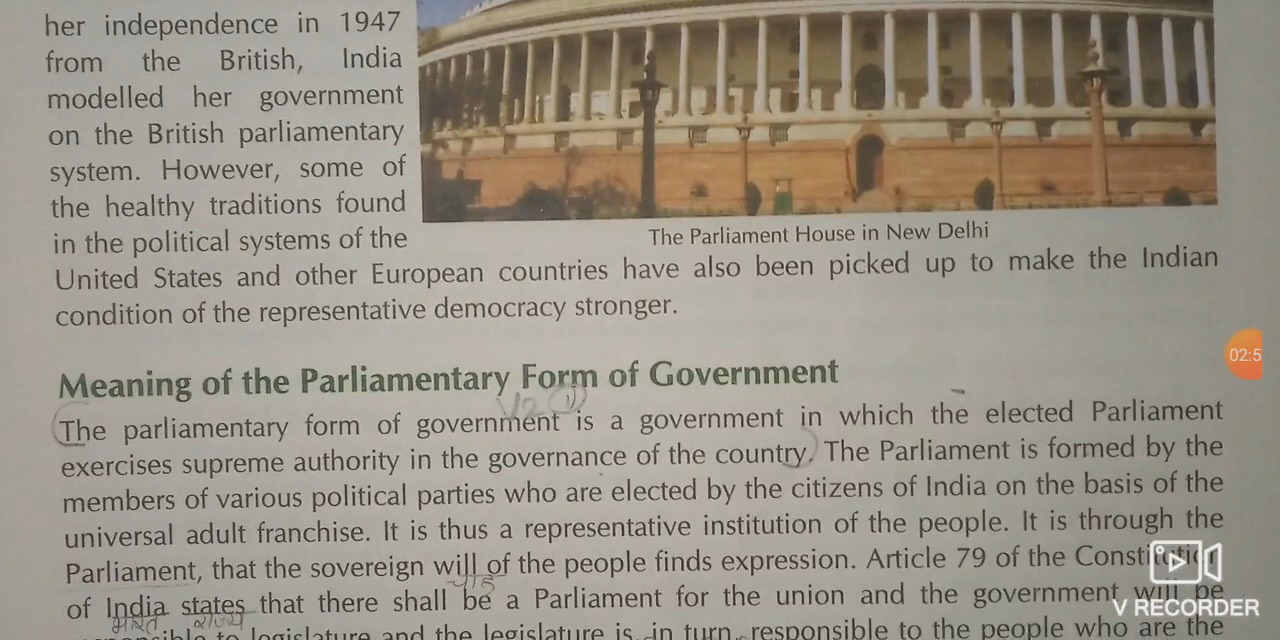 her independence in 1947
from the British, India
modelled her government
on the British parliamentary
system. However, some of
the healthy traditions found
in the political systems of the
The Parliament House in New Delhi
United States and other European countries have also been picked up to make the Indian
condition of the representative democracy stronger.
02:5
Meaning of the Parliamentary Form of Government
The parliamentary form of government is a government in which the elected Parliament
exercises supreme authority in the governance of the country. The Parliament is formed by the
members of various political parties who are elected by the citizens of India on the basis of the
universal adult franchise. It is thus a representative institution of the people. It is through the
Parliament, that the sovereign will of the people finds expression. Article 79 of the Constitution
of India states that there shall be a Parliament for the union and the government will be
भारत राज्य
V RECORDER
to legislature and the legislature is, in turn, responsible to the people who are the